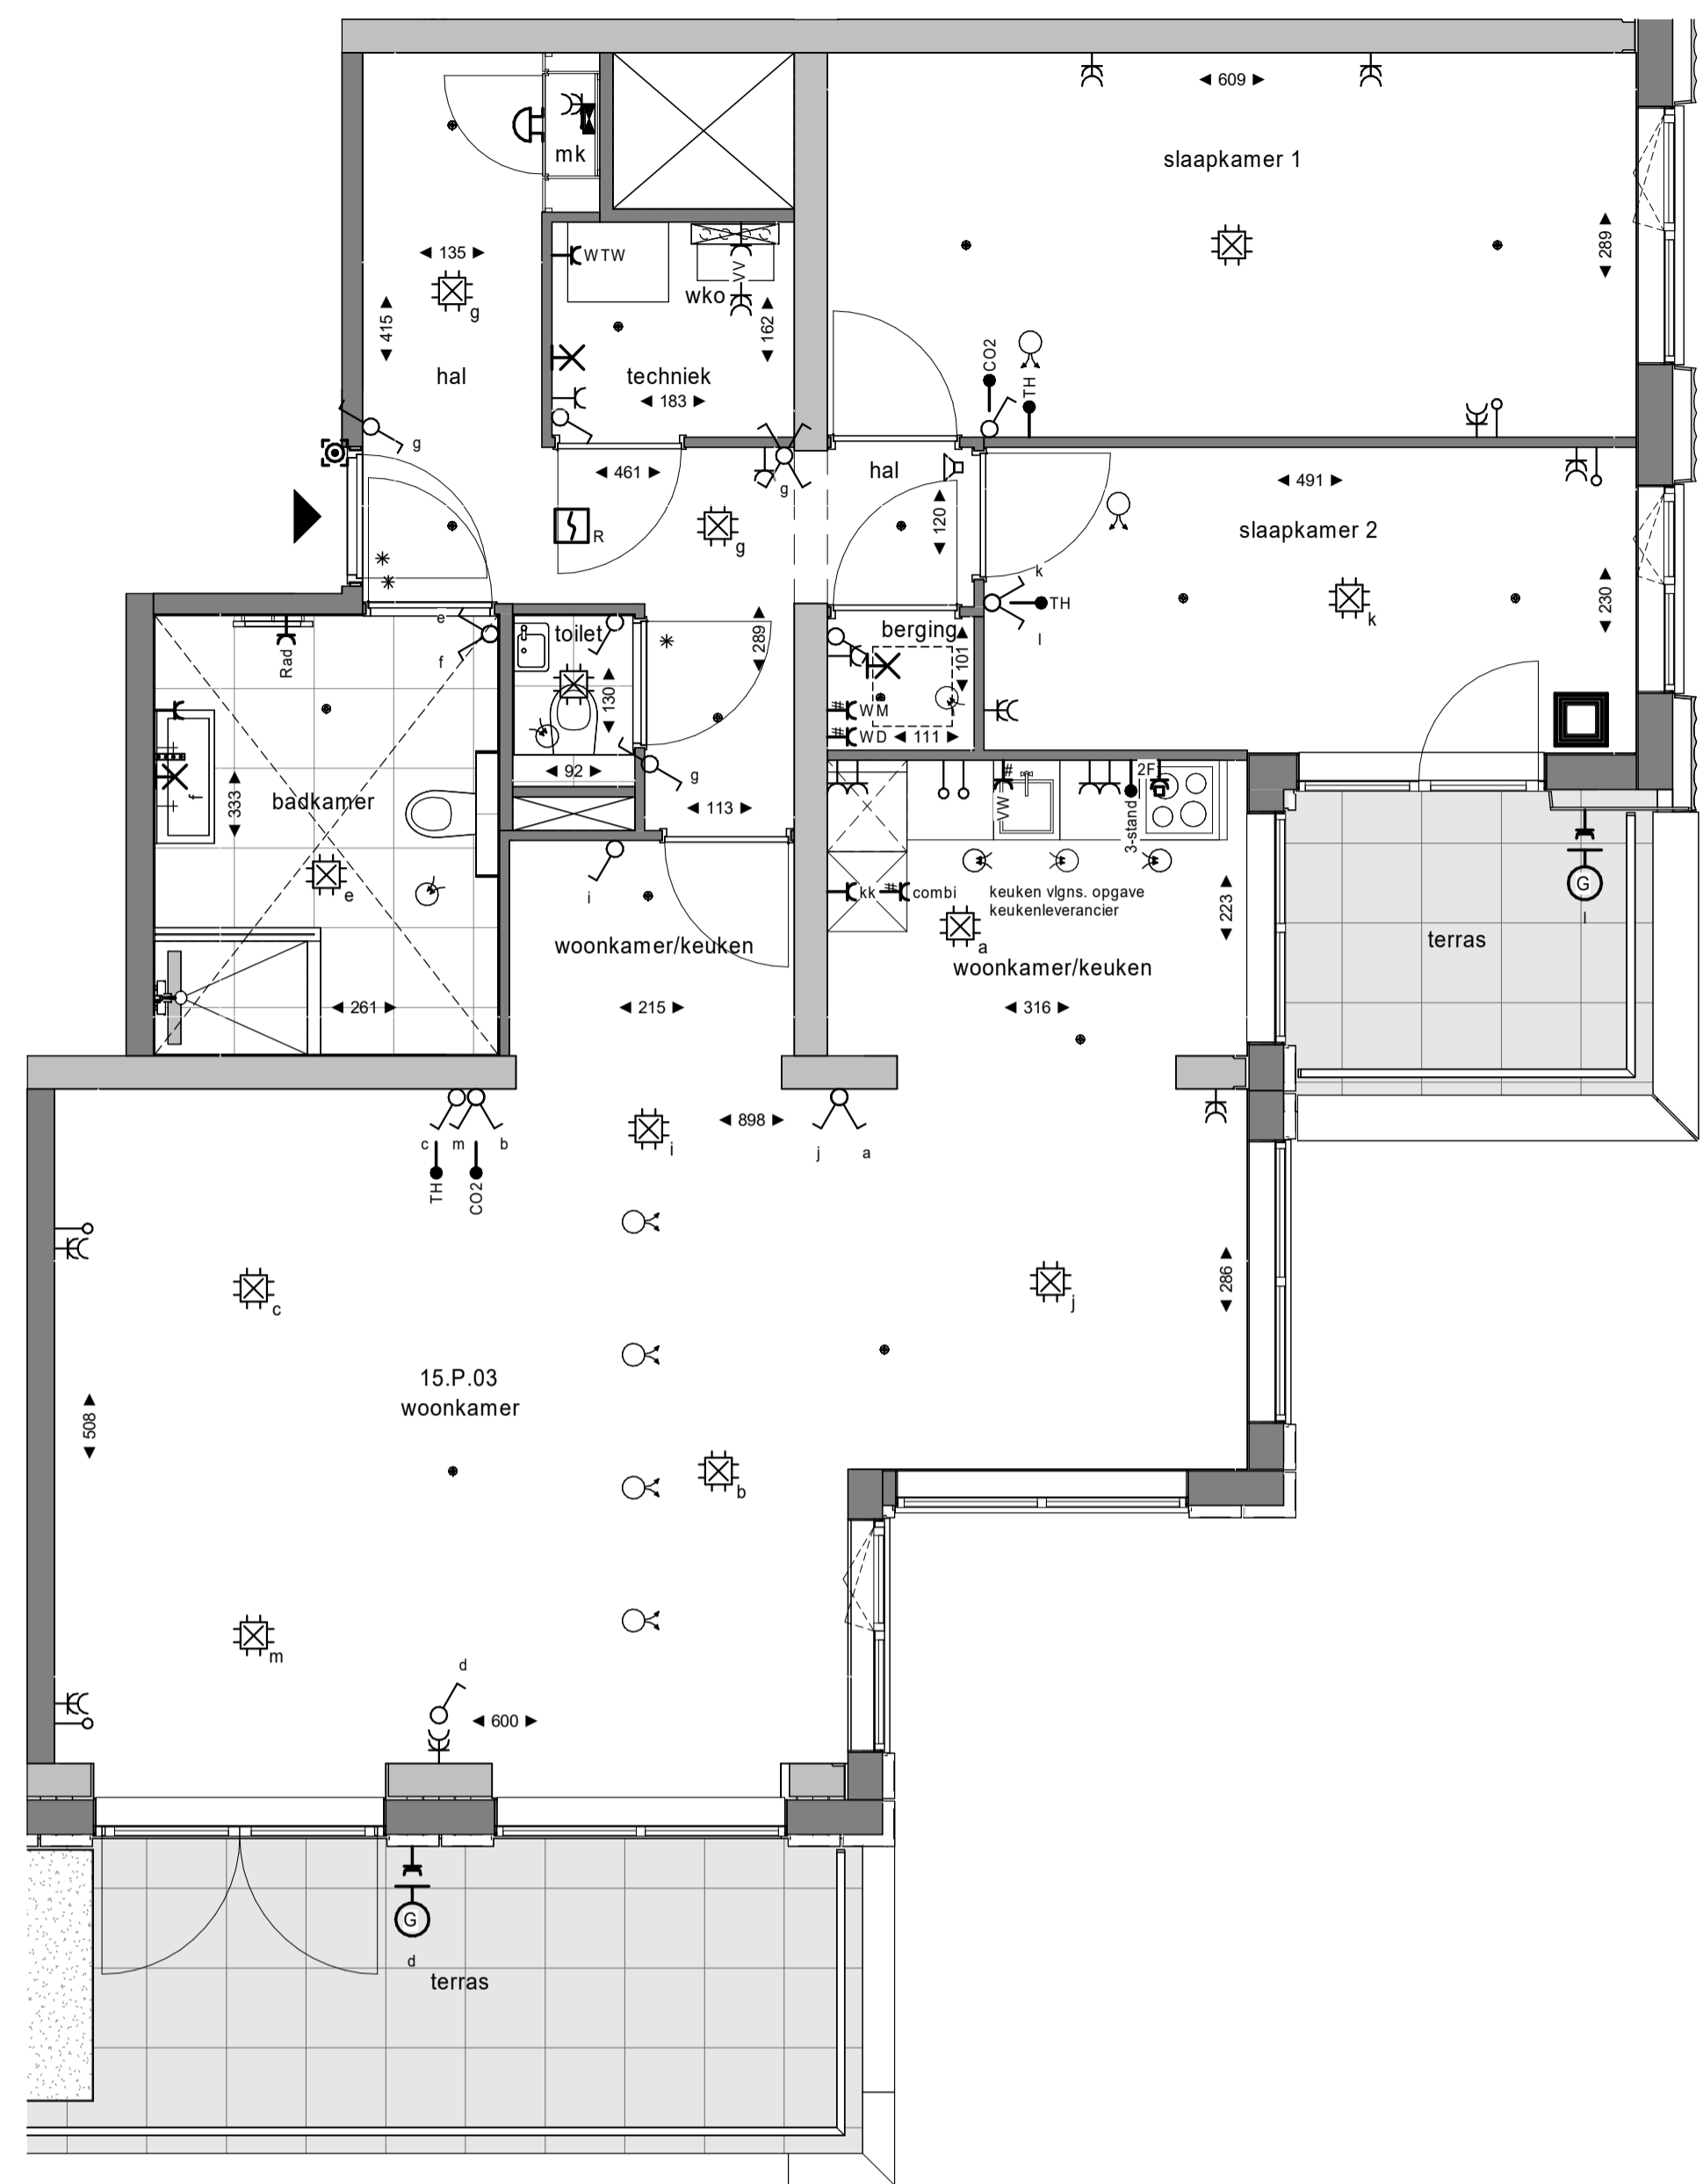 609
slaapkamer 1
mk
289
135
WTW
VV
wko
g
415
162
hal
techniek
183
CO2
TH
g
461
hal
491
g
120
slaapkamer 2
R
g
k
TH
230
k
l
e
f
Rad
toilet
289
berging
101
130
WM
WD
111
92
g
113
f
333
badkamer
e
#
VW
3-stand
2F
G
l
i
kk
#
combi
keuken vlgns. opgave
keukenleverancier
223
a
terras
woonkamer/keuken
woonkamer/keuken
261
215
316
c
m
b
i
898
j
a
TH
CO2
c
j
286
15.P.03
woonkamer
508
b
m
d
600
G
d
terras